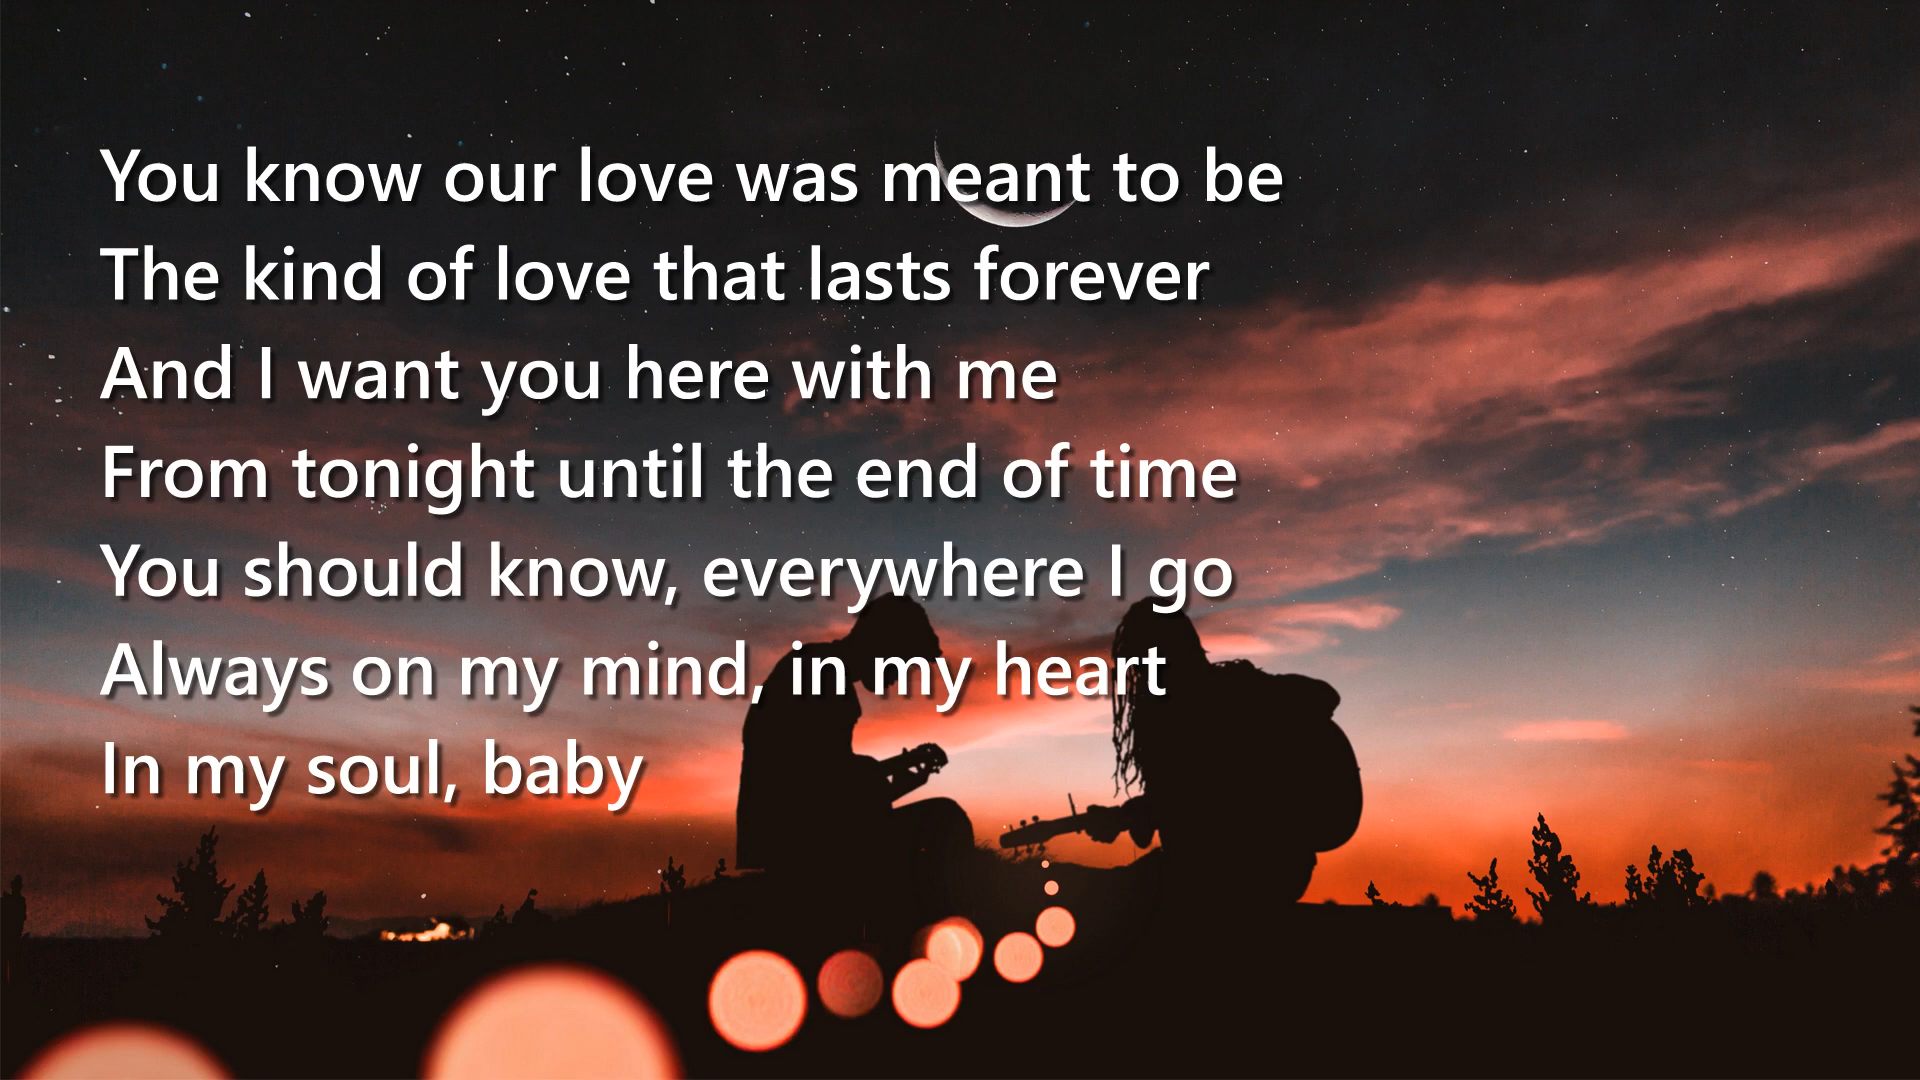 You know our love was meant to be
The kind of love that lasts forever
And I want you here with me
From tonight until the end of time
You should know, everywhere I go
Always on my mind, in my heart
In my soul, baby